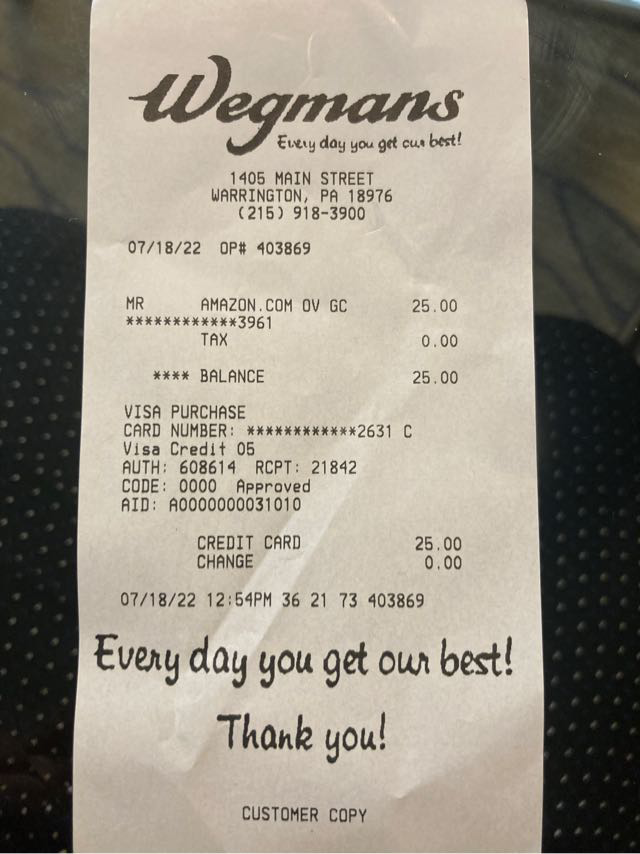 Wegmans
Every day you get our best!
1405 MAIN STREET
WARRINGTON, PA 18976
(215) 918-3900
07/18/22 OP# 403869
MR AMAZON.COM OV GC 25.00
************3961
TAX 0.00
**** BALANCE 25.00
VISA PURCHASE
CARD NUMBER: ************2631 C
Visa Credit 05
AUTH: 608614 RCPT: 21842
CODE: 0000 Approved
AID: A0000000031010
CREDIT CARD 25.00
CHANGE 0.00
07/18/22 12:54PM 36 21 73 403869
Every day you get our best!
Thank you!
CUSTOMER COPY